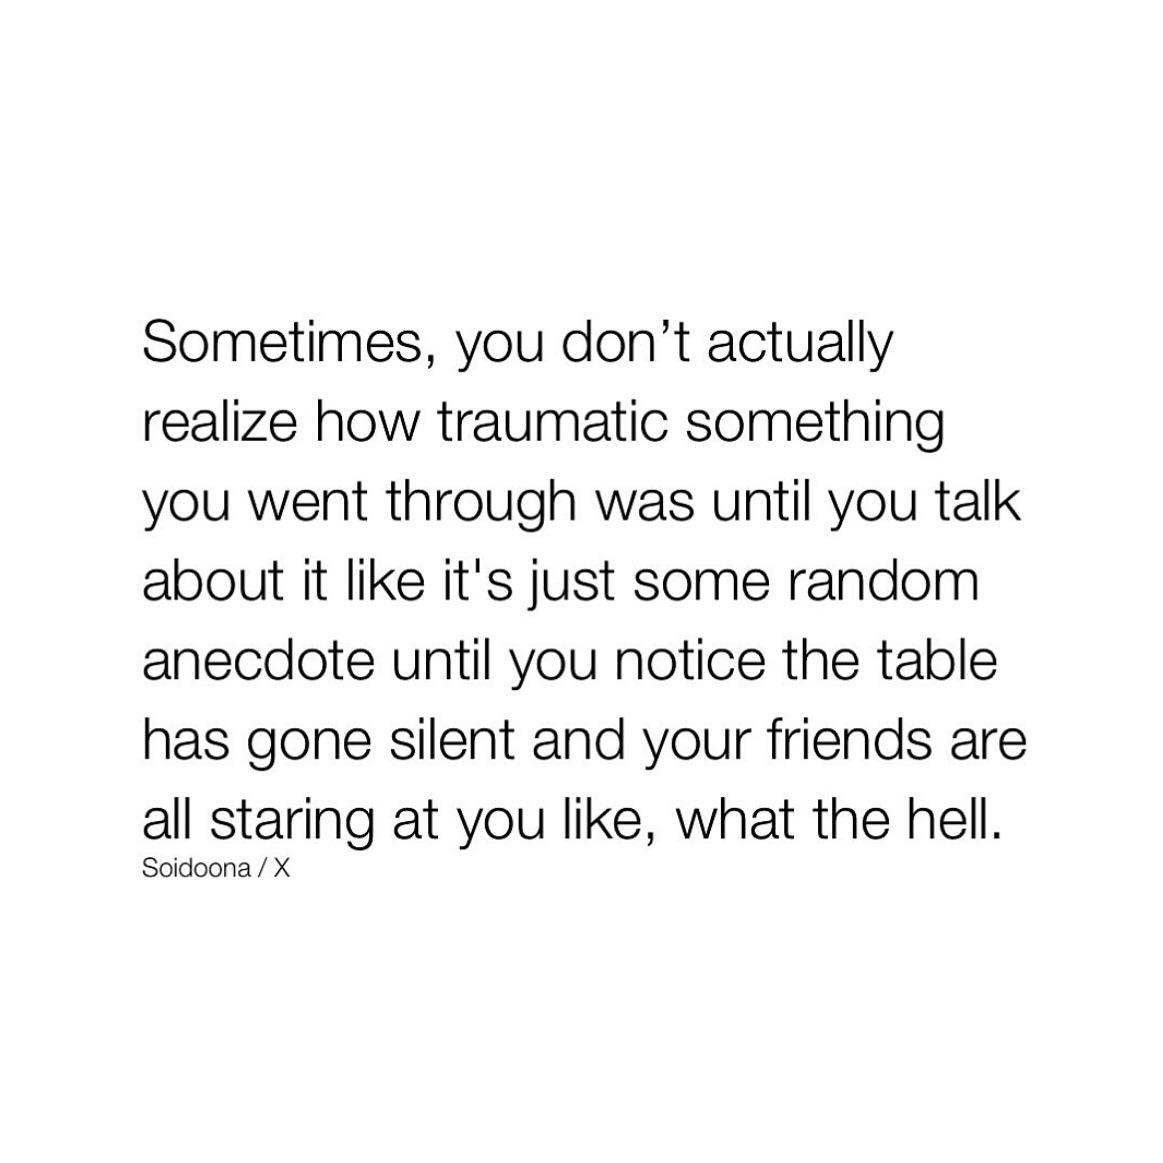 Sometimes, you don’t actually
realize how traumatic something
you went through was until you talk
about it like it's just some random
anecdote until you notice the table
has gone silent and your friends are
all staring at you like, what the hell.
Soidoona / X